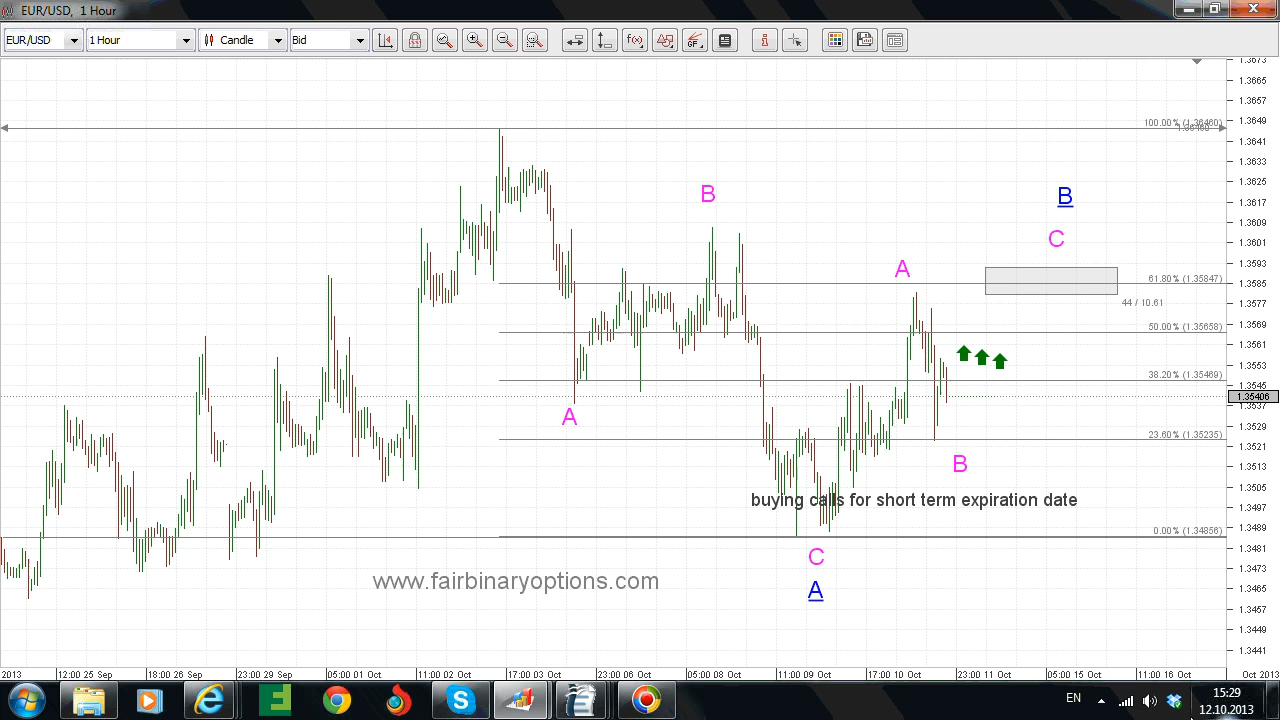 EUR/USD, 1 Hour
EUR/USD 1 Hour Candle Bid
1.3673
1.3665
1.3657
1.3649
1.3641
1.3633
1.3625
1.3617
1.3609
1.3601
1.3593
1.3585
1.3577
1.3569
1.3561
1.3553
1.3545
1.35406
1.3537
1.3529
1.3521
1.3513
1.3505
1.3497
1.3489
1.3481
1.3473
1.3466
1.3457
1.3449
1.3441
100.00% (1.36460)
61.80% (1.35847)
44 / 10.61
50.00% (1.35658)
38.20% (1.35469)
23.60% (1.35235)
0.00% (1.34856)
B
B
C
A
A
B
buying calls for short term expiration date
C
A
www.fairbinaryoptions.com
2013 12:00 25 Sep 18:00 26 Sep 23:00 29 Sep 05:00 01 Oct 11:00 02 Oct 17:00 03 Oct 23:00 06 Oct 05:00 08 Oct 11:00 09 Oct 17:00 10 Oct 23:00 11 Oct 05:00 15 Oct 11:00 16 Oct Oct 2013
EN
15:29
12.10.2013